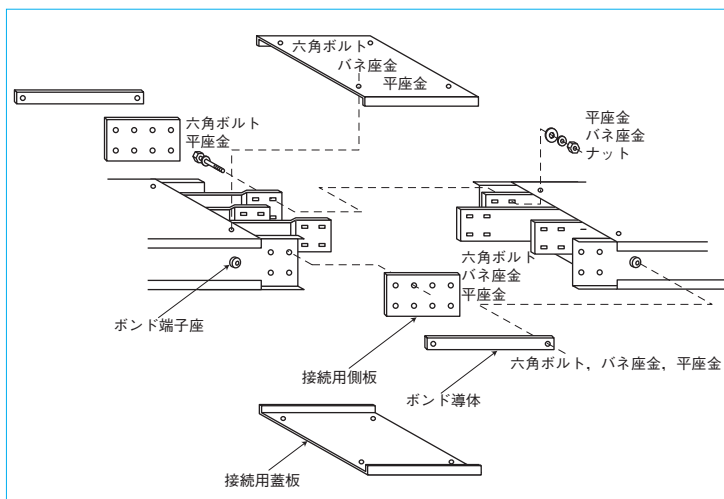 六角ボルト
バネ座金
平座金
六角ボルト
平座金
平座金
バネ座金
ナット
六角ボルト
バネ座金
平座金
ボンド端子座
接続用側板
六角ボルト，バネ座金，平座金
ボンド導体
接続用蓋板